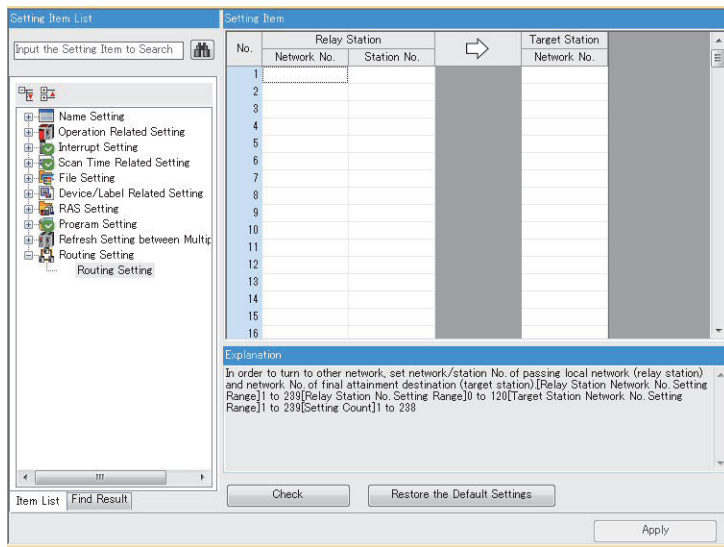 Setting Item List
Input the Setting Item to Search
Name Setting
Operation Related Setting
Interrupt Setting
Scan Time Related Setting
File Setting
Device/Label Related Setting
RAS Setting
Program Setting
Refresh Setting between Multip
Routing Setting
Routing Setting
Item List Find Result
Setting Item
No. Relay Station Target Station
Network No. Station No. Network No.
1
2
3
4
5
6
7
8
9
10
11
12
13
14
15
16
Explanation
In order to turn to other network, set network/station No. of passing local network (relay station)
and network No. of final attainment destination (target station).[Relay Station Network No. Setting
Range]1 to 239[Relay Station No. Setting Range]0 to 120[Target Station Network No. Setting
Range]1 to 239[Setting Count]1 to 238
Check Restore the Default Settings
Apply